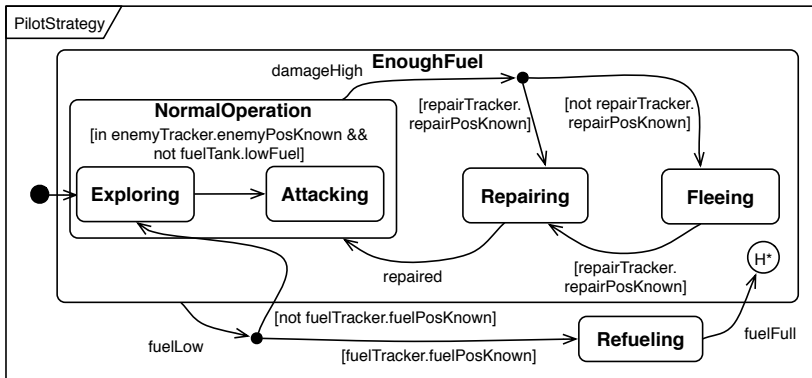 PilotStrategy
EnoughFuel
damageHigh
NormalOperation
[in enemyTracker.enemyPosKnown &&
not fuelTank.lowFuel]
[repairTracker.
repairPosKnown]
[not repairTracker.
repairPosKnown]
Exploring
Attacking
Repairing
Fleeing
repaired
[repairTracker.
repairPosKnown]
H*
fuelLow
[not fuelTracker.fuelPosKnown]
[fuelTracker.fuelPosKnown]
Refueling
fuelFull